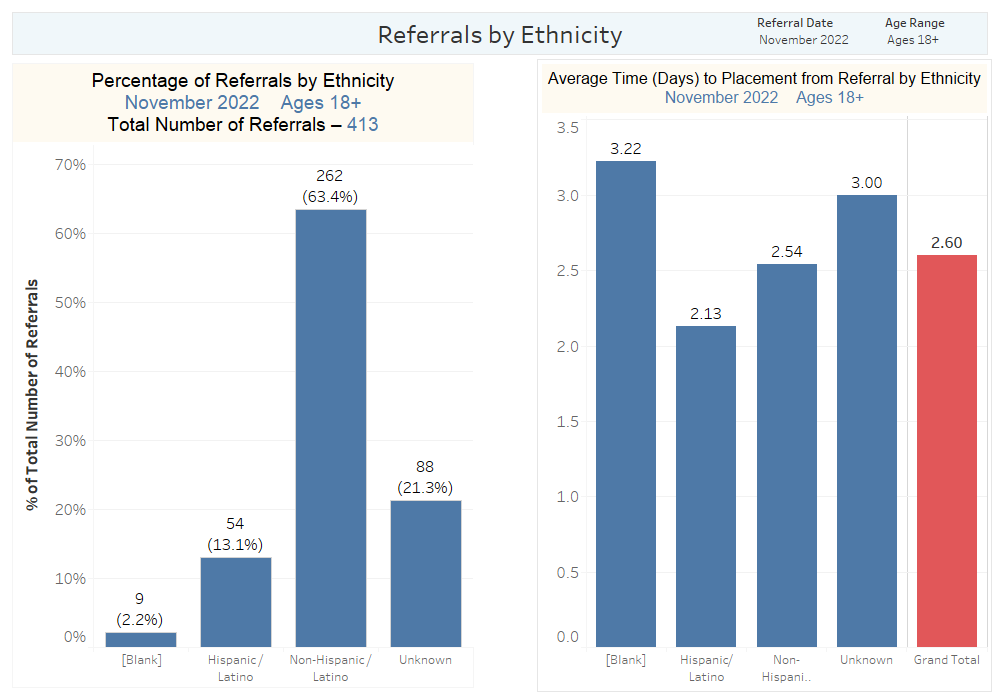 Referrals by Ethnicity
Referral Date
November 2022
Age Range
Ages 18+
Percentage of Referrals by Ethnicity
November 2022 Ages 18+
Total Number of Referrals – 413
% of Total Number of Referrals
70%
60%
50%
40%
30%
20%
10%
0%
9
(2.2%)
54
(13.1%)
262
(63.4%)
88
(21.3%)
[Blank]
Hispanic/
Latino
Non-Hispanic/
Latino
Unknown
Average Time (Days) to Placement from Referral by Ethnicity
November 2022 Ages 18+
3.5
3.0
2.5
2.0
1.5
1.0
0.5
0.0
3.22
2.13
2.54
3.00
2.60
[Blank]
Hispanic/
Latino
Non-
Hispani..
Unknown
Grand Total